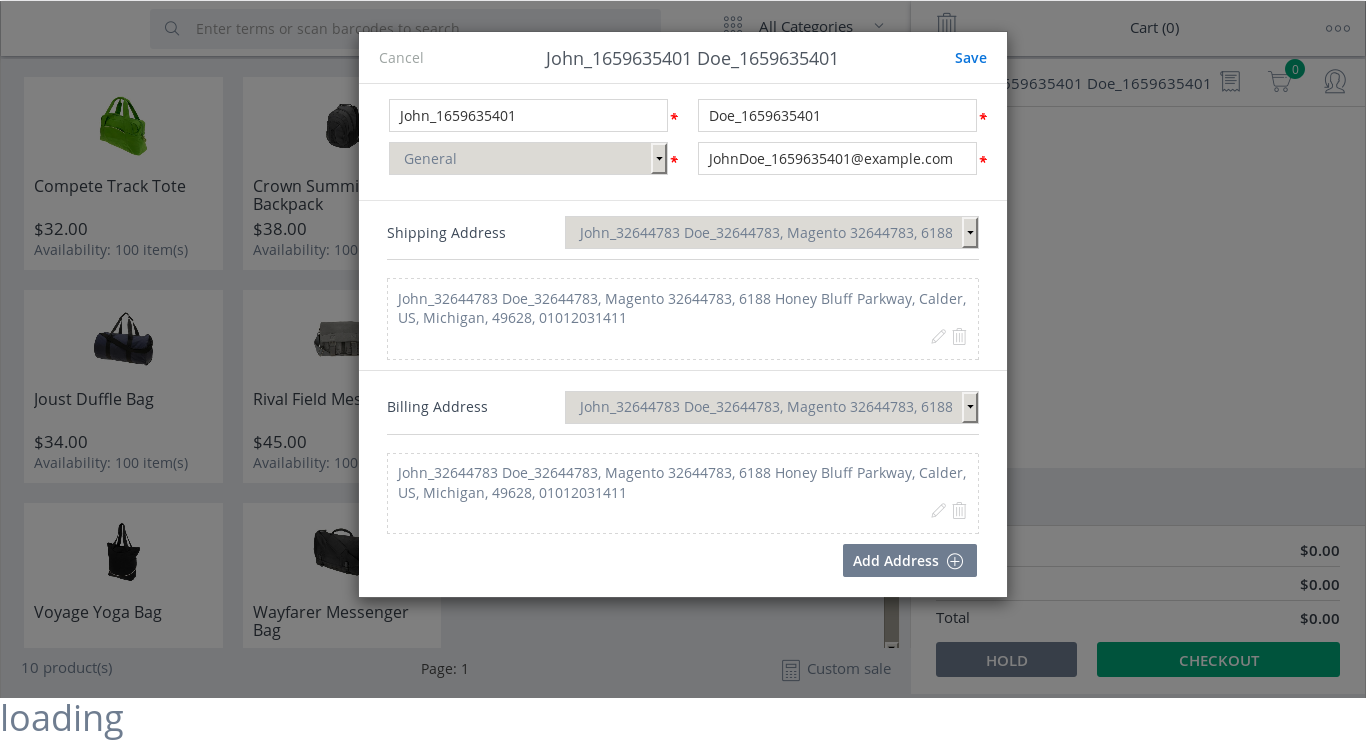 Enter terms or scan barcodes to search
All Categories
Cart (0)
Cancel
John_1659635401 Doe_1659635401
Save
659635401 Doe_1659635401
0
John_1659635401 *
Doe_1659635401 *
General *
JohnDoe_1659635401@example.com *
Shipping Address
John_32644783 Doe_32644783, Magento 32644783, 6188
John_32644783 Doe_32644783, Magento 32644783, 6188 Honey Bluff Parkway, Calder,
US, Michigan, 49628, 01012031411
Billing Address
John_32644783 Doe_32644783, Magento 32644783, 6188
John_32644783 Doe_32644783, Magento 32644783, 6188 Honey Bluff Parkway, Calder,
US, Michigan, 49628, 01012031411
Add Address
Compete Track Tote
$32.00
Availability: 100 item(s)
Crown Summi
Backpack
$38.00
Availability: 100
Joust Duffle Bag
$34.00
Availability: 100 item(s)
Rival Field Mes
$45.00
Availability: 100
Voyage Yoga Bag
Wayfarer Messenger
Bag
10 product(s)
Page: 1
Custom sale
$0.00
$0.00
Total
$0.00
HOLD
CHECKOUT
loading